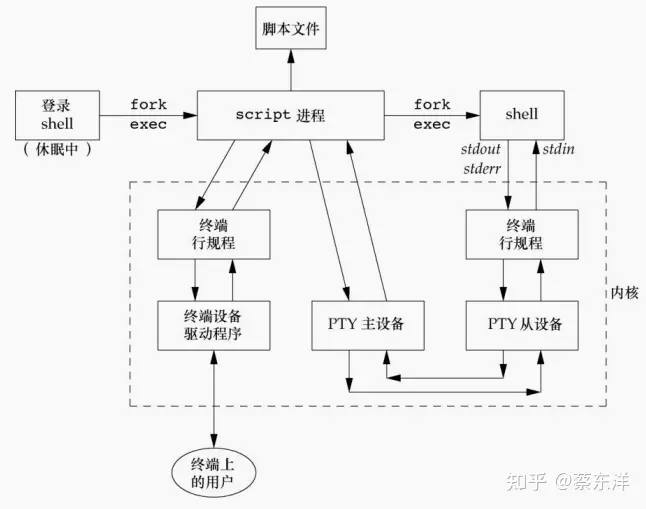 脚本文件
登录
shell
（休眠中）
fork
exec
script 进程
fork
exec
shell
stdout
stderr
stdin
终端
行规程
终端
行规程
内核
终端设备
驱动程序
PTY 主设备
PTY 从设备
终端上
的用户
知乎 @蔡东洋